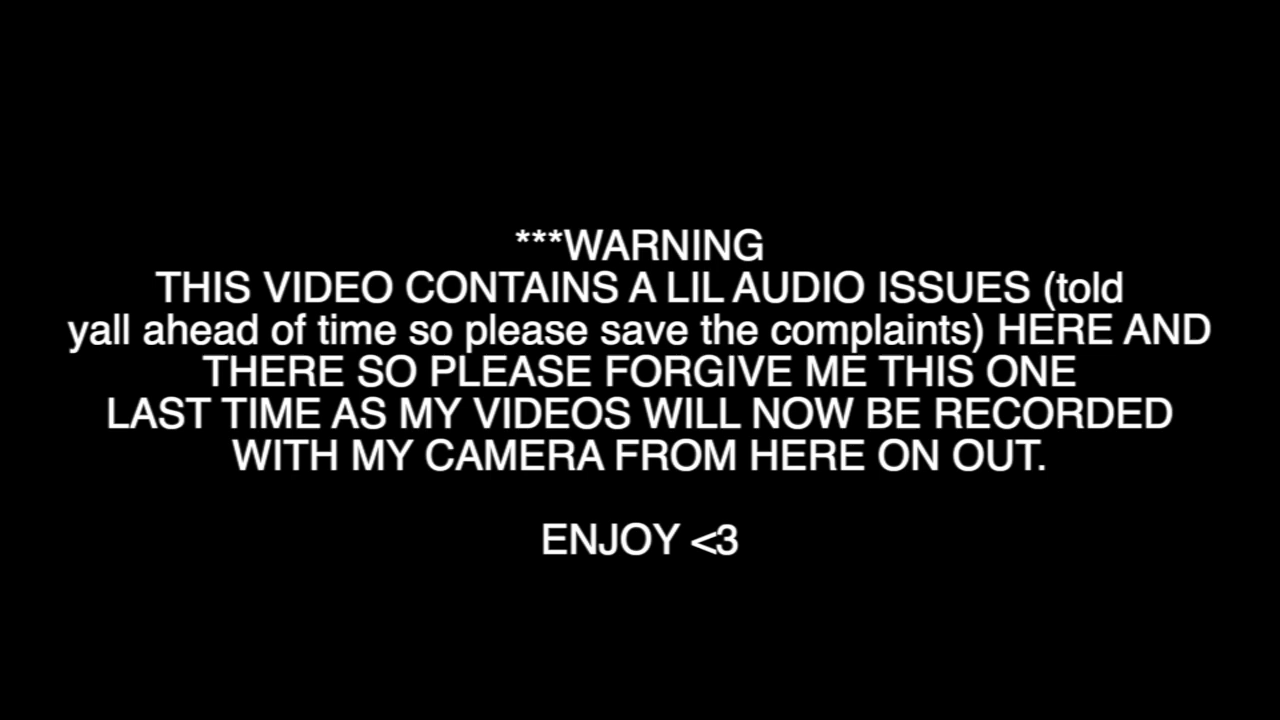 ***WARNING
THIS VIDEO CONTAINS A LIL AUDIO ISSUES (told
yall ahead of time so please save the complaints) HERE AND
THERE SO PLEASE FORGIVE ME THIS ONE
LAST TIME AS MY VIDEOS WILL NOW BE RECORDED
WITH MY CAMERA FROM HERE ON OUT.
ENJOY <3